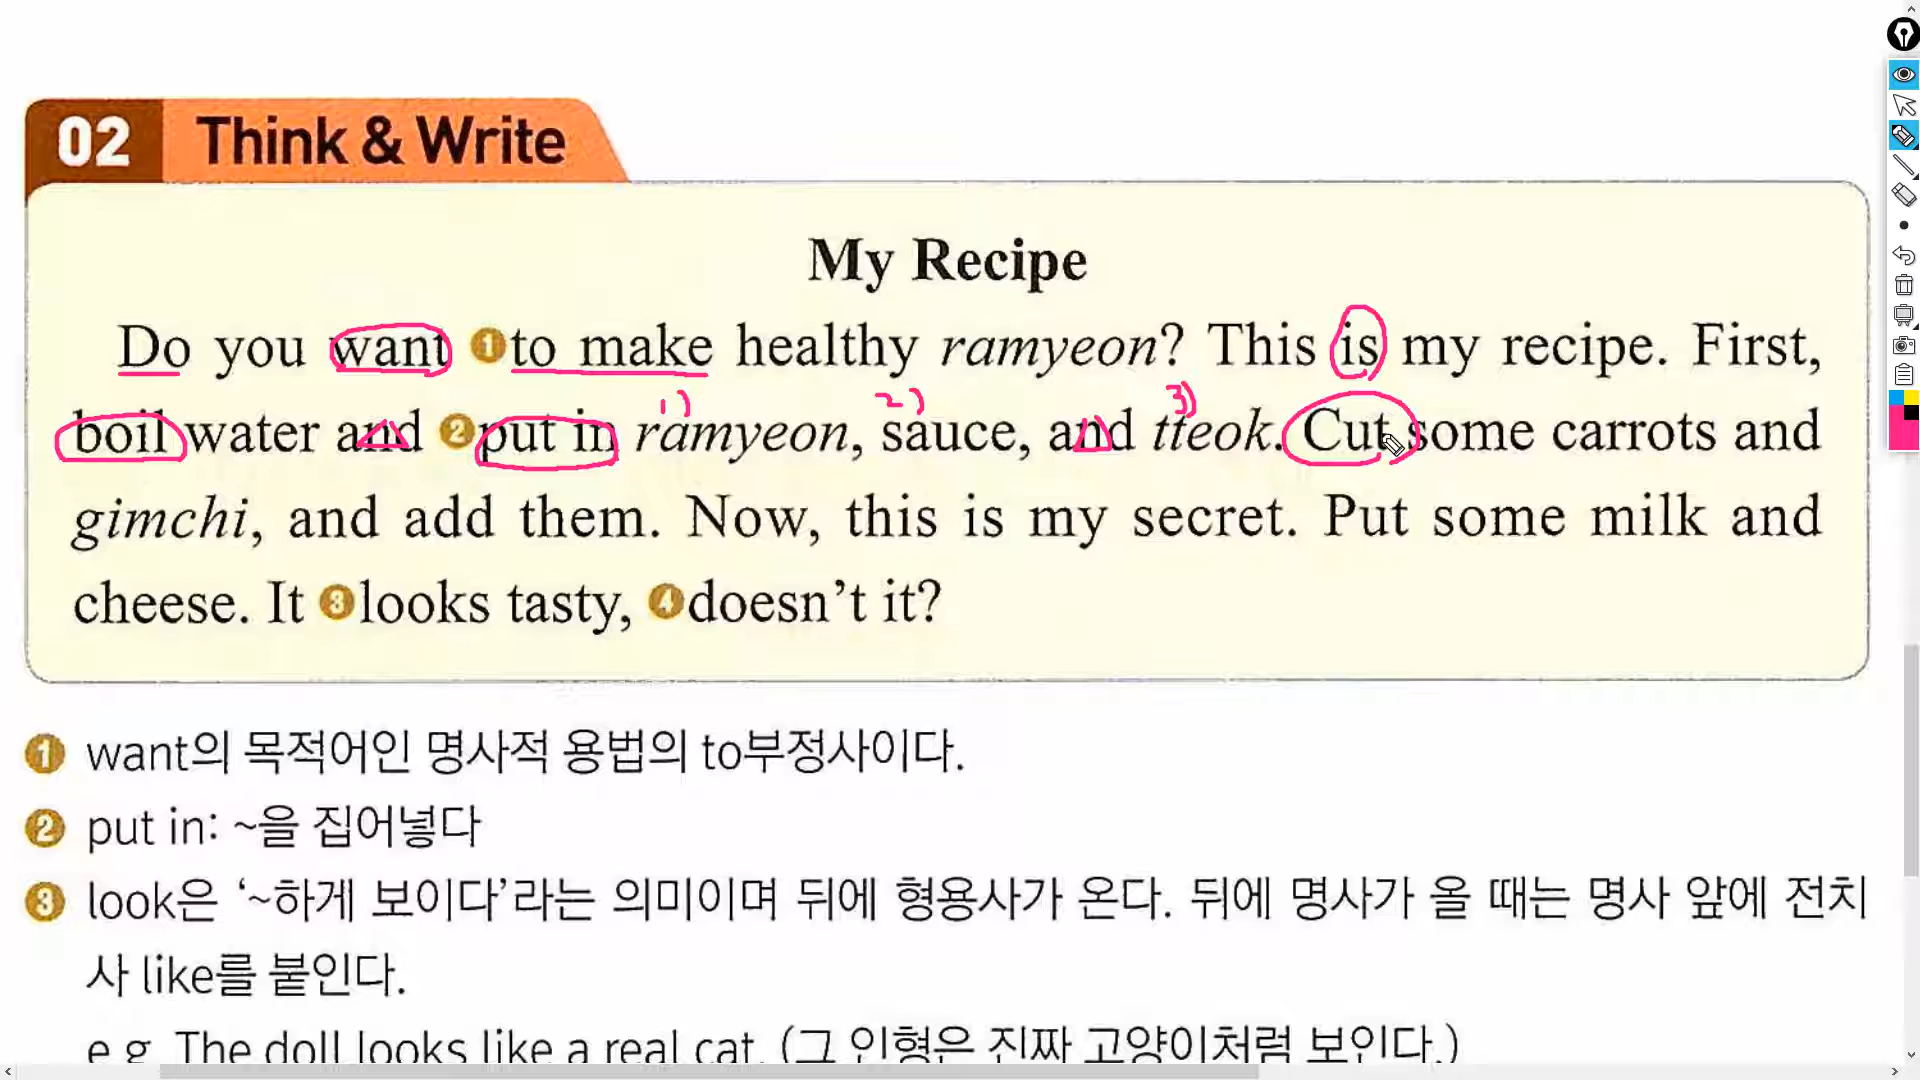 02 Think & Write
My Recipe
Do you want ❶to make healthy ramyeon? This is my recipe. First,
1) 2) 3)
boil water and ❷put in ramyeon, sauce, and tteok. Cut some carrots and
gimchi, and add them. Now, this is my secret. Put some milk and
cheese. It ❸looks tasty, ❹doesn't it?
❶ want의 목적어인 명사적 용법의 to부정사이다.
❷ put in: ~을 집어넣다
❸ look은 ‘~하게 보이다’라는 의미이며 뒤에 형용사가 온다. 뒤에 명사가 올 때는 명사 앞에 전치
사 like를 붙인다.
e.g. The doll looks like a real cat. (그 인형은 진짜 고양이처럼 보인다.)